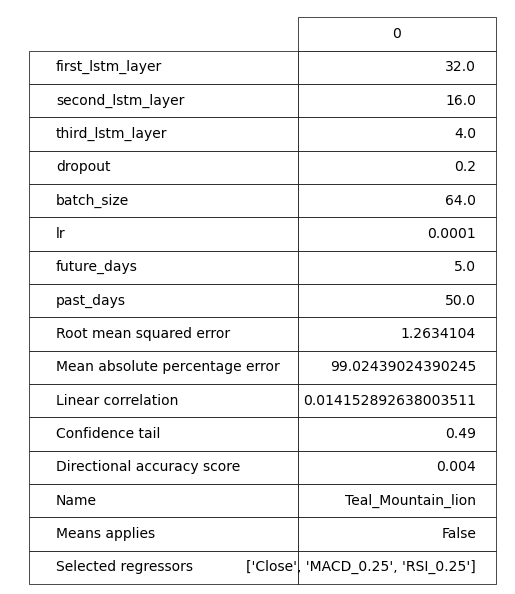 0
first_lstm_layer 32.0
second_lstm_layer 16.0
third_lstm_layer 4.0
dropout 0.2
batch_size 64.0
lr 0.0001
future_days 5.0
past_days 50.0
Root mean squared error 1.2634104
Mean absolute percentage error 99.02439024390245
Linear correlation 0.014152892638003511
Confidence tail 0.49
Directional accuracy score 0.004
Name Teal_Mountain_lion
Means applies False
Selected regressors ['Close', 'MACD_0.25', 'RSI_0.25']